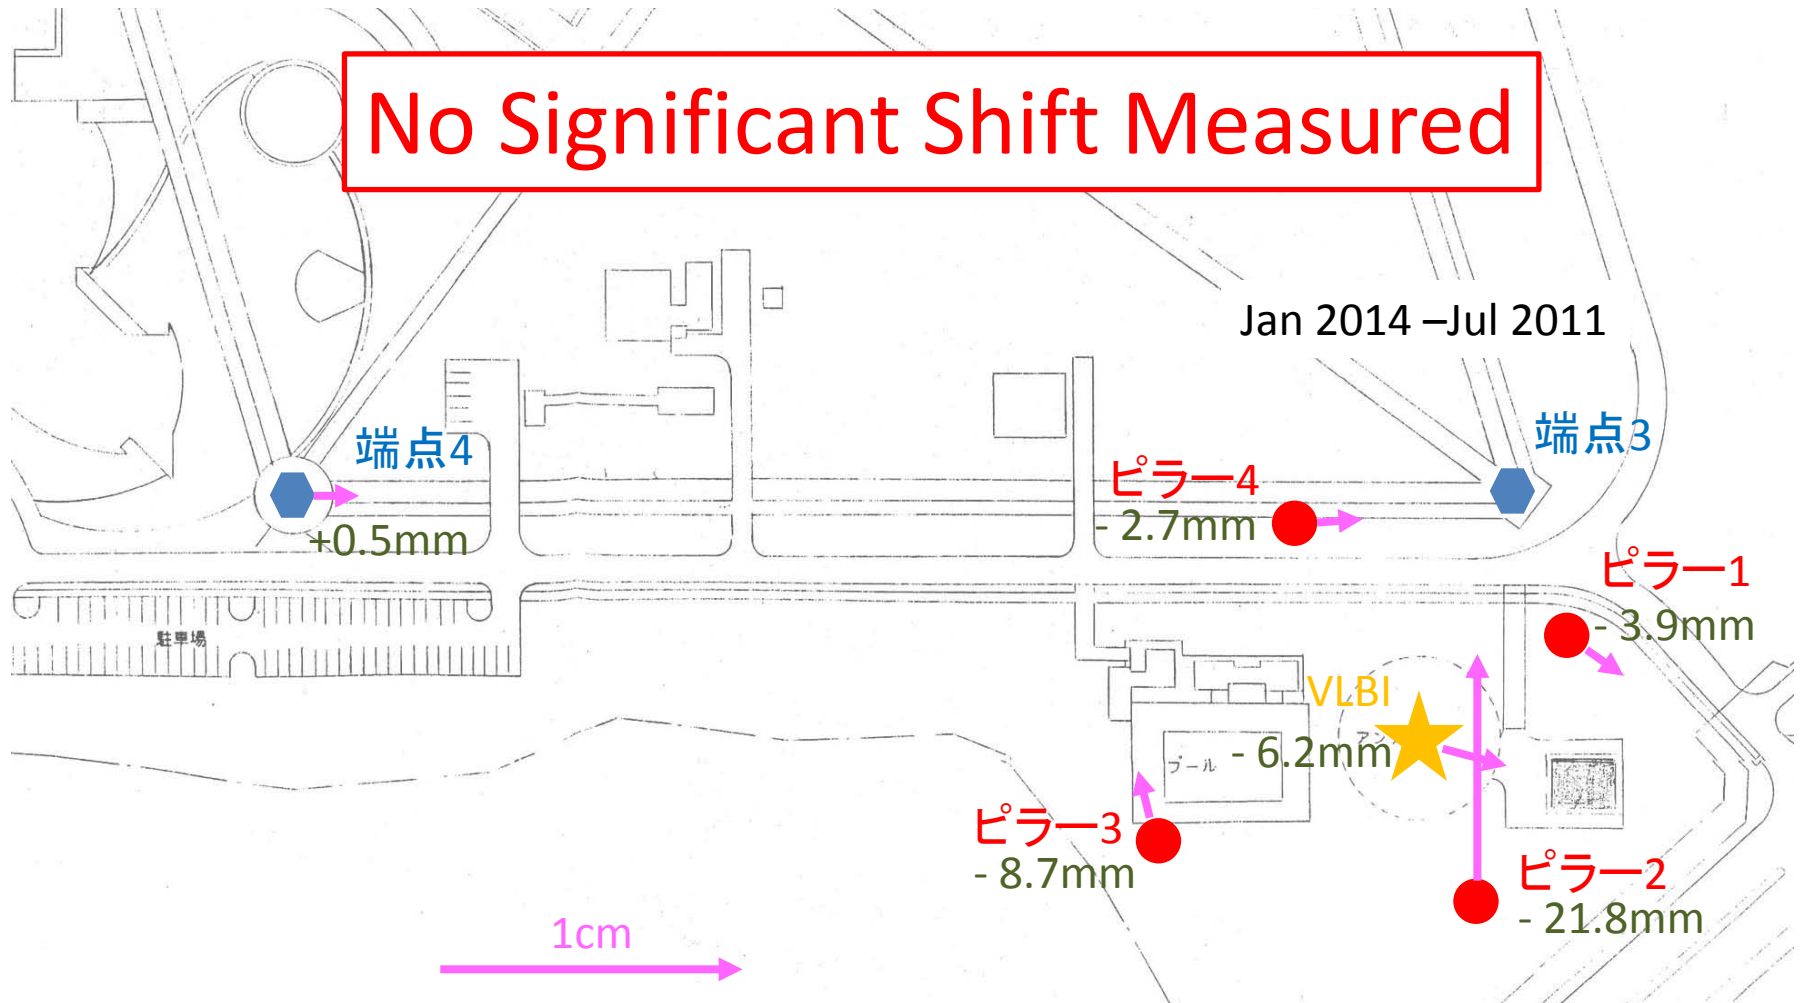 No Significant Shift Measured
Jan 2014 –Jul 2011
端点4
+0.5mm
端点3
ピラー4
- 2.7mm
ピラー1
- 3.9mm
駐車場
VLBI
- 6.2mm
プール
ピラー3
- 8.7mm
ピラー2
- 21.8mm
1cm